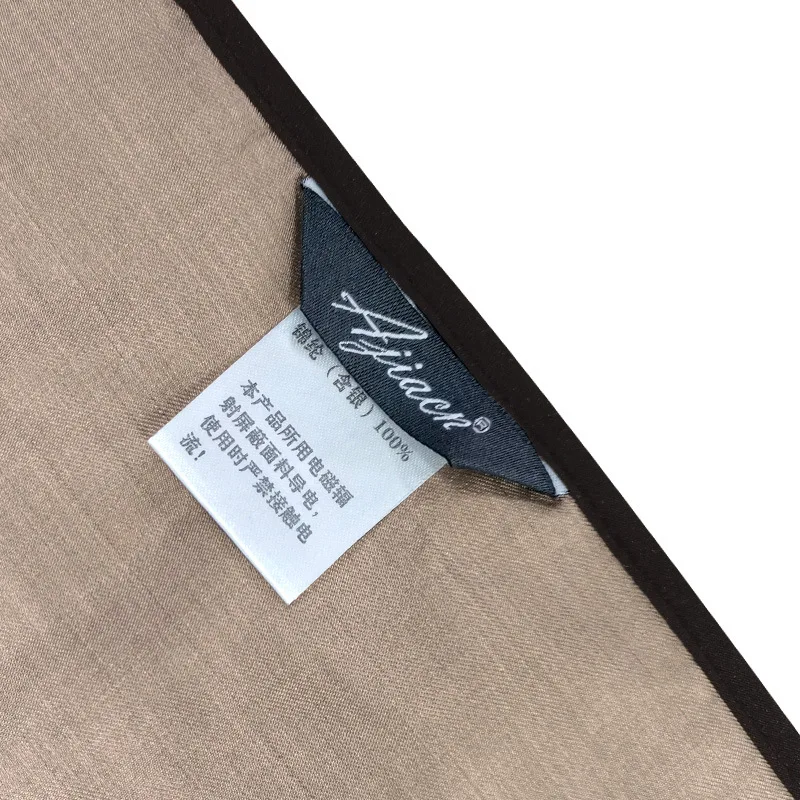 Ajiacn®
锦纶（含银）100%
本产品所用电磁辐
射屏蔽面料导电，
使用时严禁接触电
流！